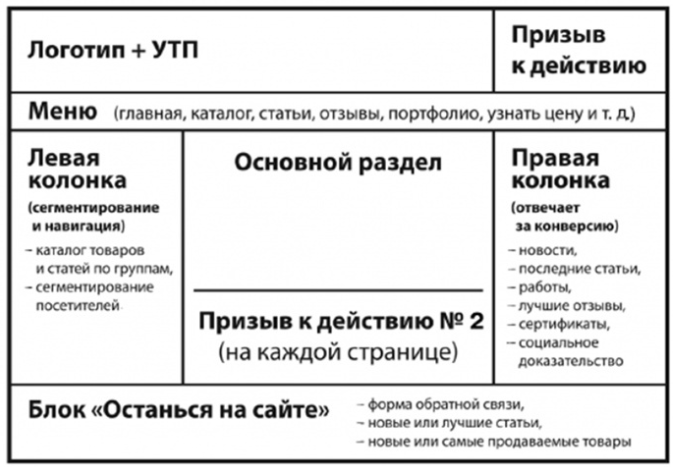 Логотип + УТП
Призыв
к действию
Меню (главная, каталог, статьи, отзывы, портфолио, узнать цену и т. д.)
Левая
колонка
(сегментирование
и навигация)
– каталог товаров
и статей по группам,
– сегментирование
посетителей
Основной раздел
Призыв к действию № 2
(на каждой странице)
Правая
колонка
(отвечает
за конверсию)
– новости,
– последние статьи,
– работы,
– лучшие отзывы,
– сертификаты,
– социальное
доказательство
Блок «Останься на сайте»
– форма обратной связи,
– новые или лучшие статьи,
– новые или самые продаваемые товары